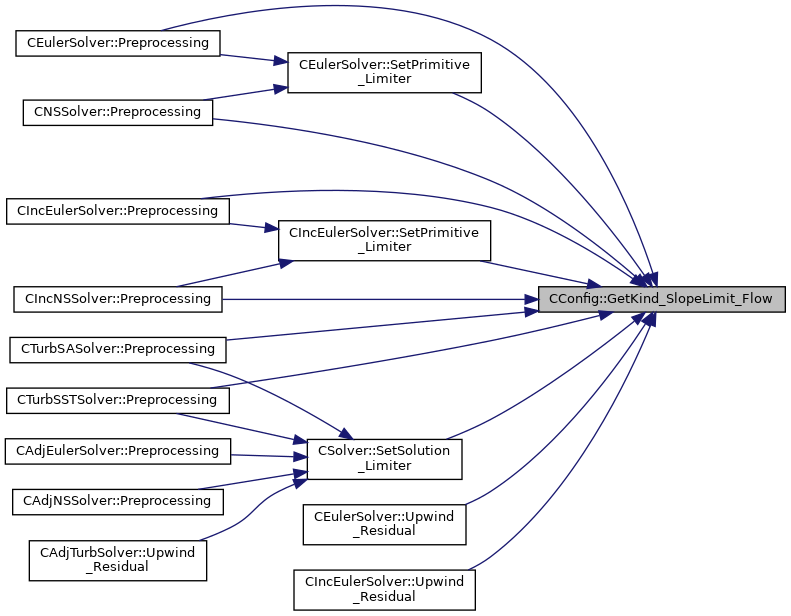 CEulerSolver::Preprocessing
CEulerSolver::SetPrimitive
_Limiter
CNSSolver::Preprocessing
CIncEulerSolver::Preprocessing
CIncEulerSolver::SetPrimitive
_Limiter
CIncNSSolver::Preprocessing
CConfig::GetKind_SlopeLimit_Flow
CTurbSASolver::Preprocessing
CTurbSSTSolver::Preprocessing
CAdjEulerSolver::Preprocessing
CSolver::SetSolution
_Limiter
CAdjNSSolver::Preprocessing
CEulerSolver::Upwind
_Residual
CAdjTurbSolver::Upwind
_Residual
CIncEulerSolver::Upwind
_Residual